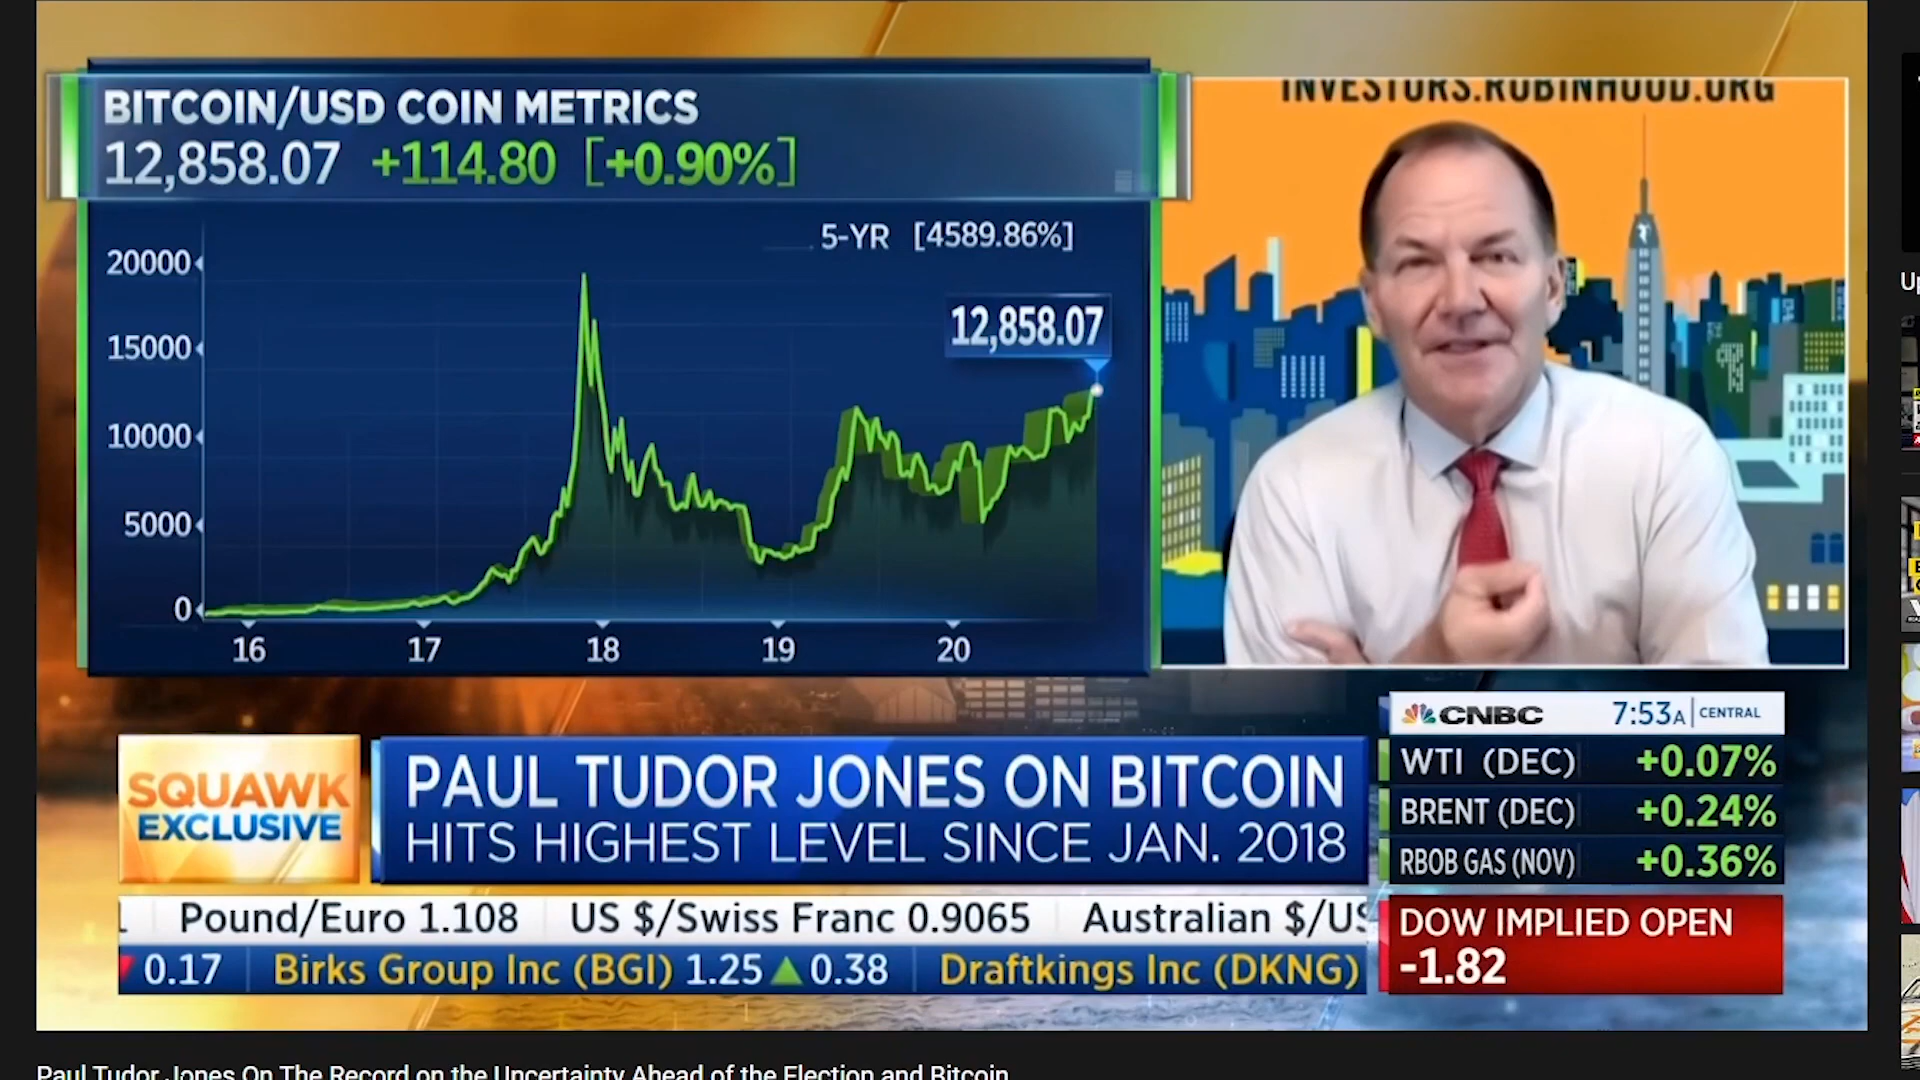 INVESTORS.ROBINHOOD.ORG
BITCOIN/USD COIN METRICS
12,858.07 +114.80 [+0.90%]
5-YR [4589.86%]
20000
15000
10000
5000
0
12,858.07
16 17 18 19 20
CNBC 7:53A CENTRAL
WTI (DEC) +0.07%
BRENT (DEC) +0.24%
RBOB GAS (NOV) +0.36%
DOW IMPLIED OPEN
-1.82
SQUAWK
EXCLUSIVE
PAUL TUDOR JONES ON BITCOIN
HITS HIGHEST LEVEL SINCE JAN. 2018
Pound/Euro 1.108 US $/Swiss Franc 0.9065 Australian $/US
▼ 0.17 Birks Group Inc (BGI) 1.25 ▲ 0.38 Draftkings Inc (DKNG)
Paul Tudor Jones On The Record on the Uncertainty Ahead of the Election and Bitcoin
Up